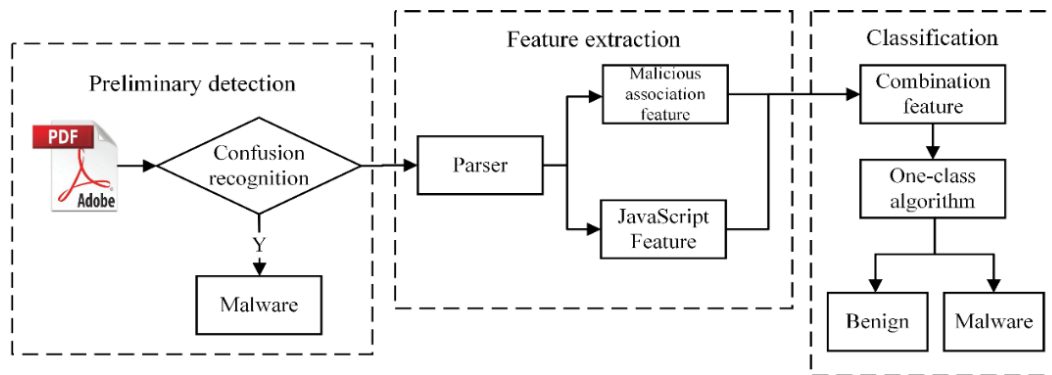 Preliminary detection
PDF
Adobe
Confusion
recognition
Y
Malware
Feature extraction
Parser
Malicious
association
feature
JavaScript
Feature
Classification
Combination
feature
One-class
algorithm
Benign
Malware